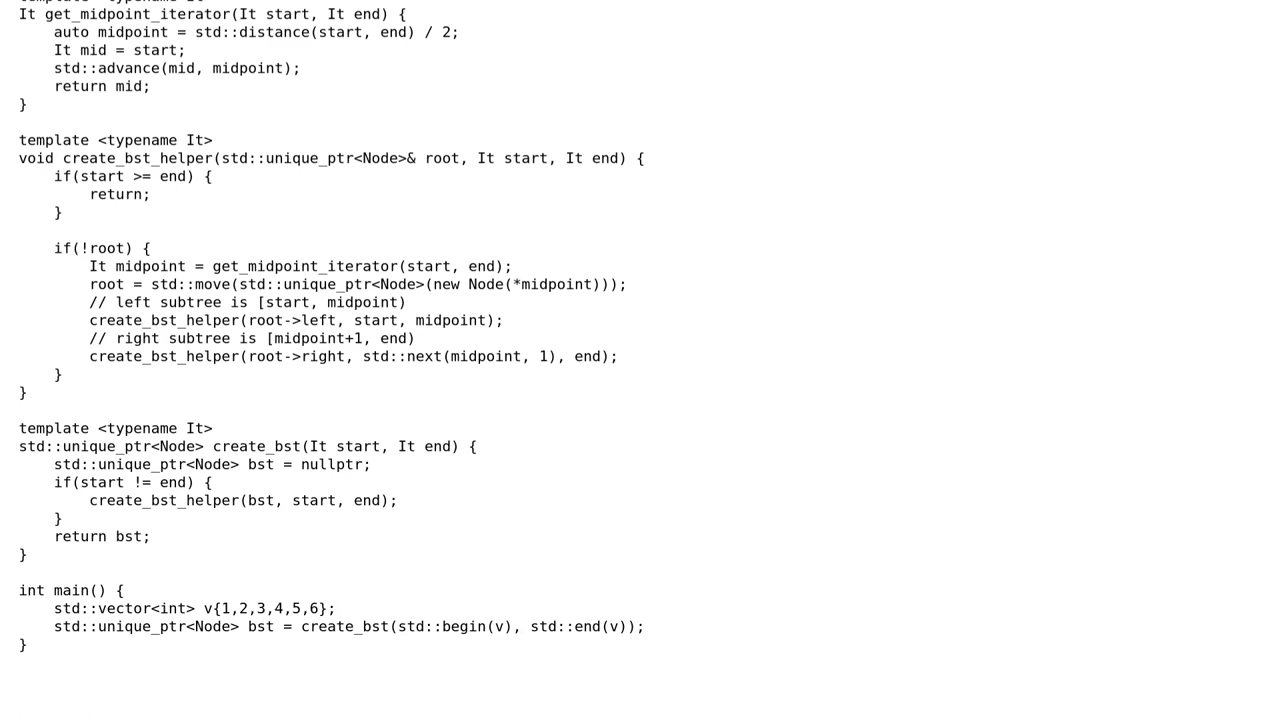 It get_midpoint_iterator(It start, It end) {
    auto midpoint = std::distance(start, end) / 2;
    It mid = start;
    std::advance(mid, midpoint);
    return mid;
}

template <typename It>
void create_bst_helper(std::unique_ptr<Node>& root, It start, It end) {
    if(start >= end) {
        return;
    }

    if(!root) {
        It midpoint = get_midpoint_iterator(start, end);
        root = std::move(std::unique_ptr<Node>(new Node(*midpoint)));
        // left subtree is [start, midpoint)
        create_bst_helper(root->left, start, midpoint);
        // right subtree is [midpoint+1, end)
        create_bst_helper(root->right, std::next(midpoint, 1), end);
    }
}

template <typename It>
std::unique_ptr<Node> create_bst(It start, It end) {
    std::unique_ptr<Node> bst = nullptr;
    if(start != end) {
        create_bst_helper(bst, start, end);
    }
    return bst;
}

int main() {
    std::vector<int> v{1,2,3,4,5,6};
    std::unique_ptr<Node> bst = create_bst(std::begin(v), std::end(v));
}